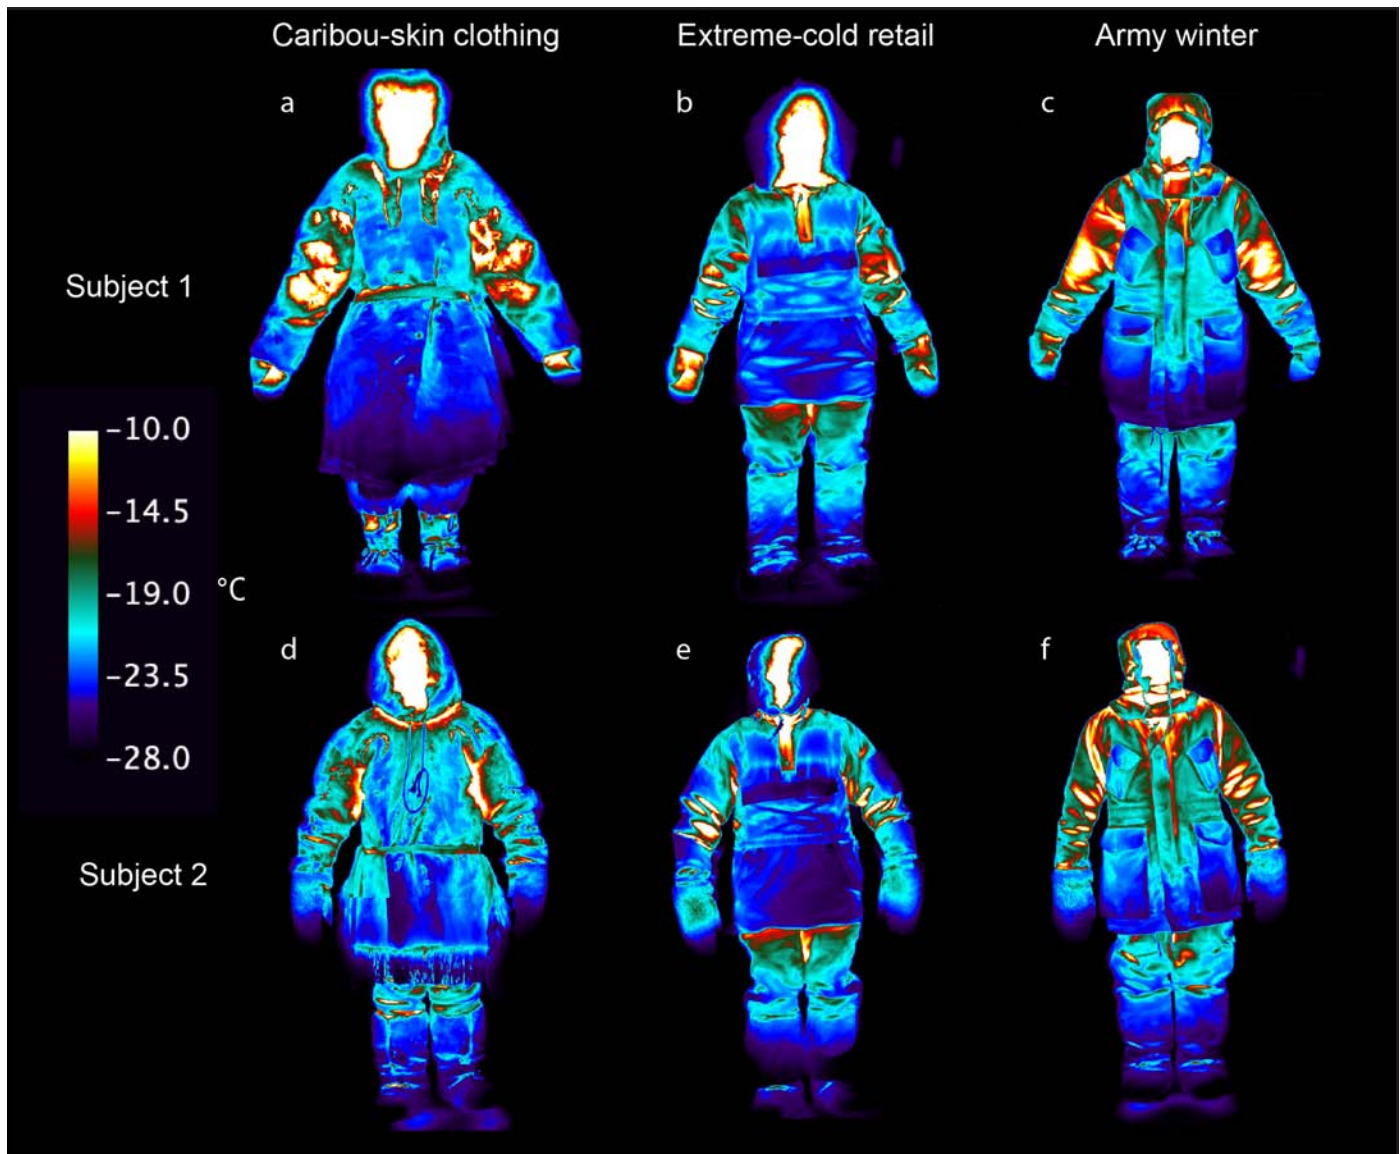 Caribou-skin clothing Extreme-cold retail Army winter
a b c
Subject 1
–10.0
–14.5
–19.0
°C
–23.5
–28.0
d e f
Subject 2